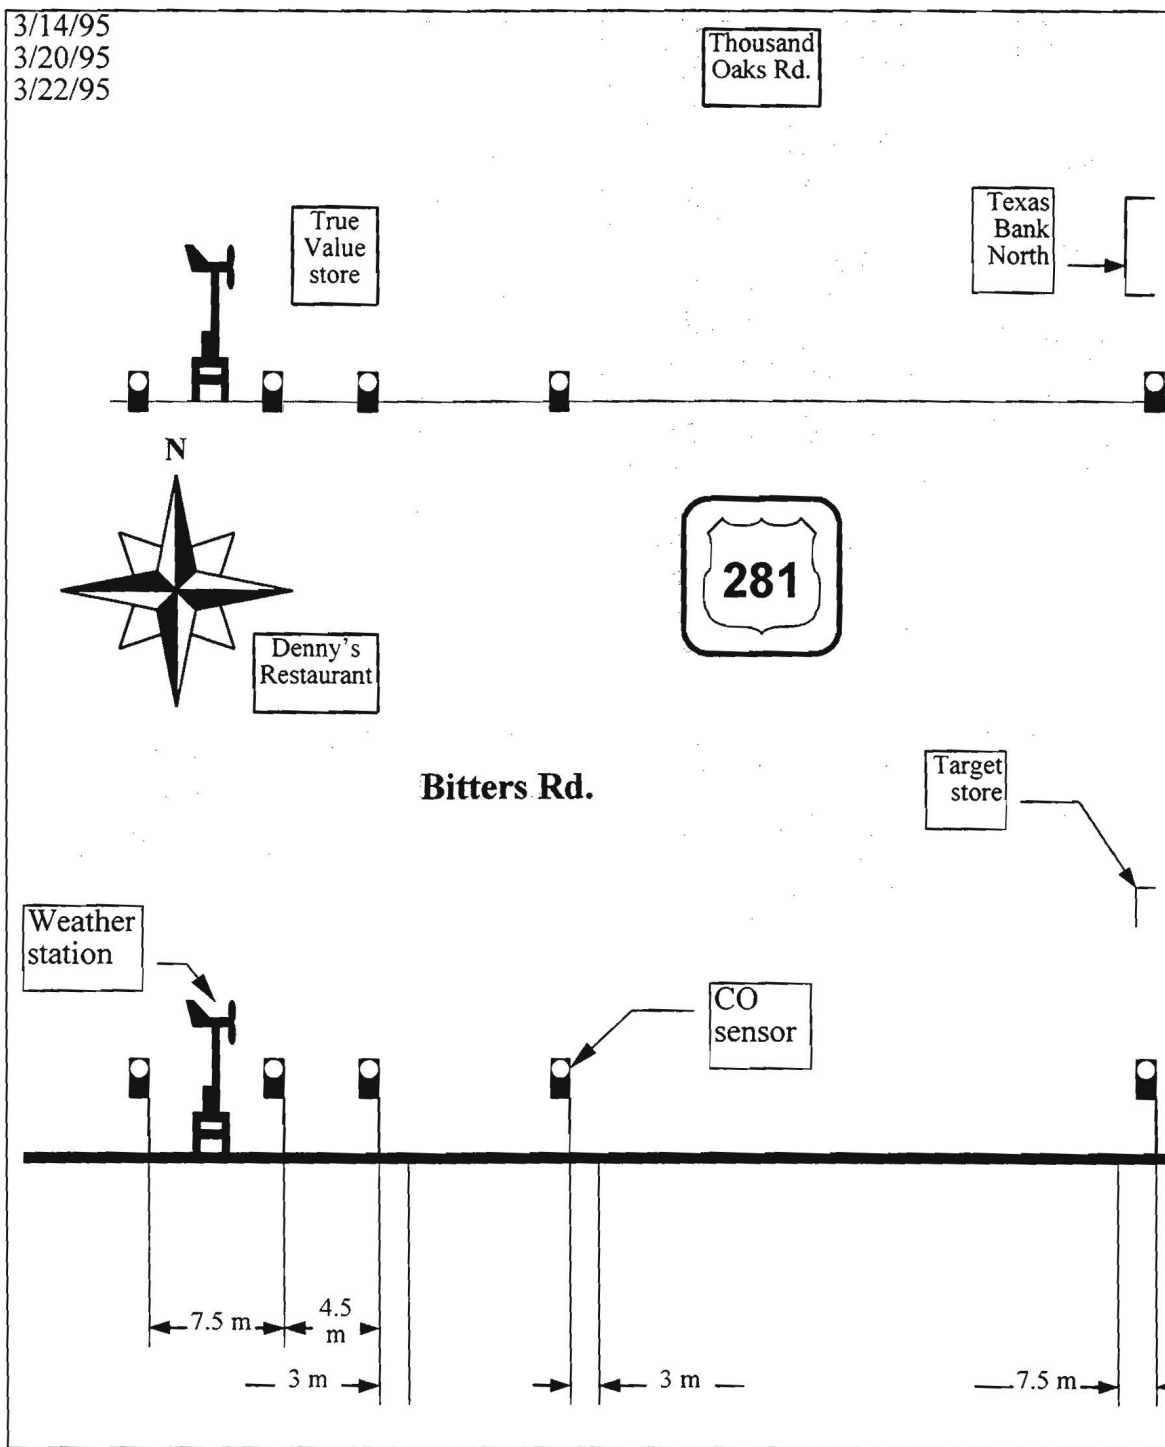 3/14/95
3/20/95
3/22/95
Thousand
Oaks Rd.
True
Value
store
Texas
Bank
North
N
281
Denny's
Restaurant
Bitters Rd.
Target
store
Weather
station
CO
sensor
7.5 m
4.5
m
3 m
3 m
7.5 m